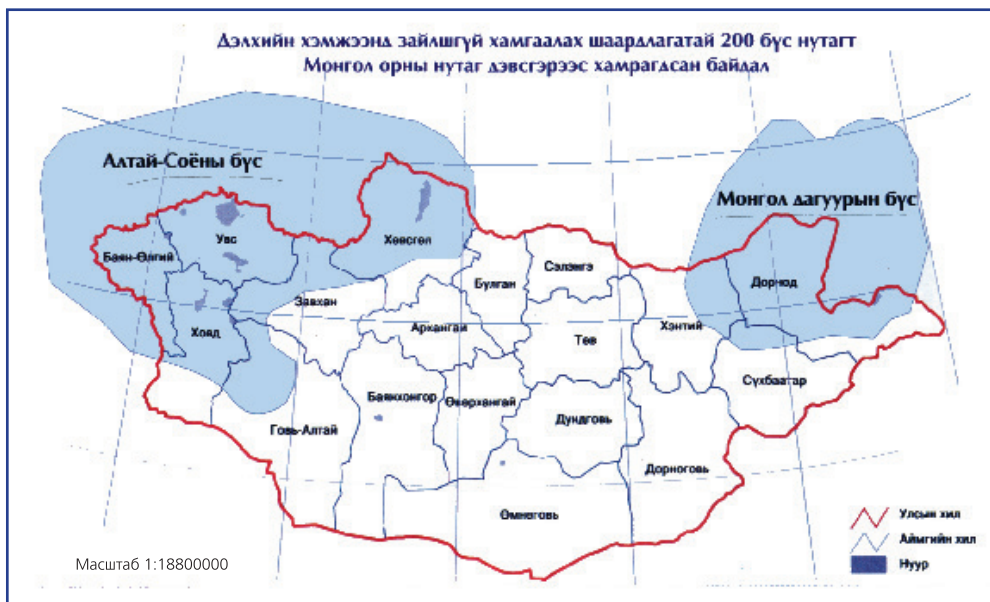 Дэлхийн хэмжээнд зайлшгүй хамгаалах шаардлагатай 200 бүс нутагт
Монгол орны нутаг дэвсгэрээс хамрагдсан байдал
Алтай-Соёны бүс
Монгол дагуурын бүс
Баян-Өлгий
Увс
Хөвсгөл
Ховд
Завхан
Булган
Сэлэнгэ
Архангай
Төв
Хэнтий
Дорнод
Сүхбаатар
Говь-Алтай
Баянхонгор
Өвөрхангай
Дундговь
Дорноговь
Өмнөговь
Улсын хил
Аймгийн хил
Нуур
Масштаб 1:18800000